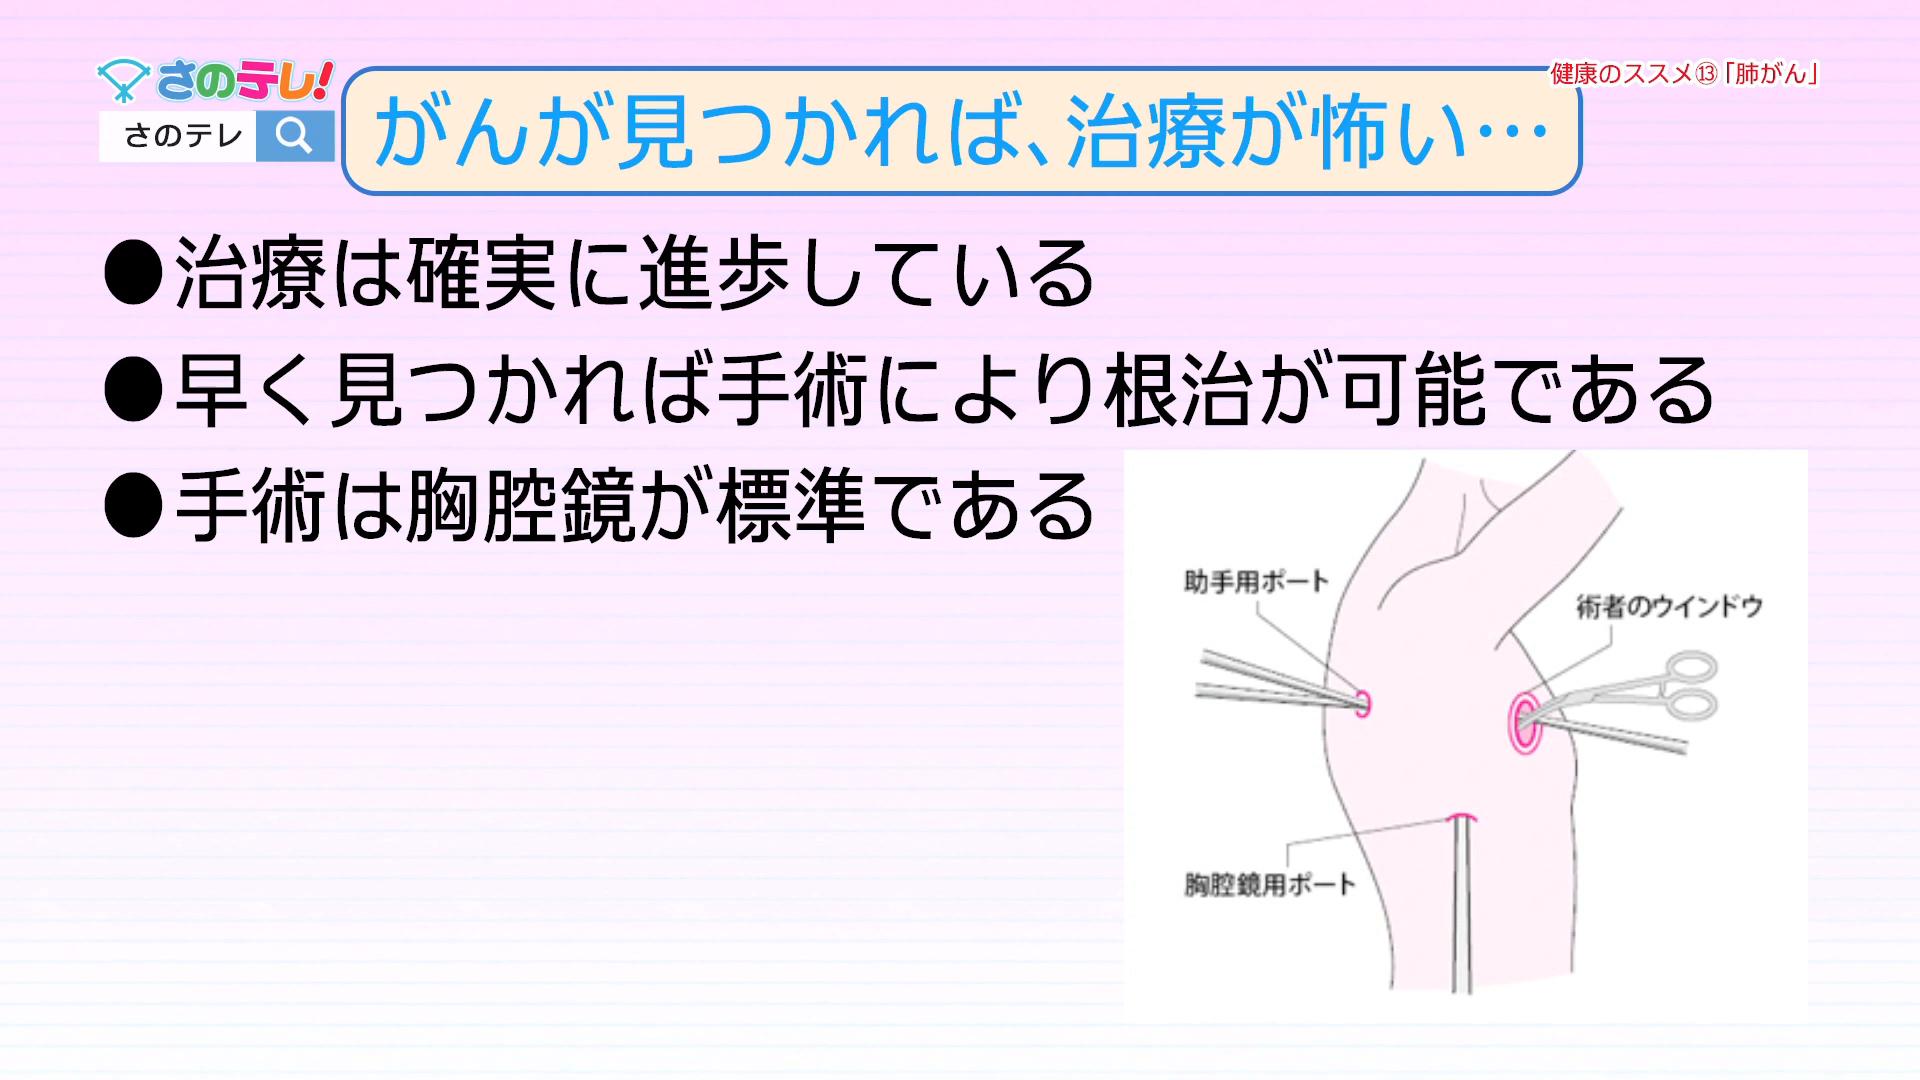 さのテレ!
さのテレ
健康のススメ⑬「肺がん」
がんが見つかれば、治療が怖い…
●治療は確実に進歩している
●早く見つかれば手術により根治が可能である
●手術は胸腔鏡が標準である
助手用ポート
術者のウインドウ
胸腔鏡用ポート